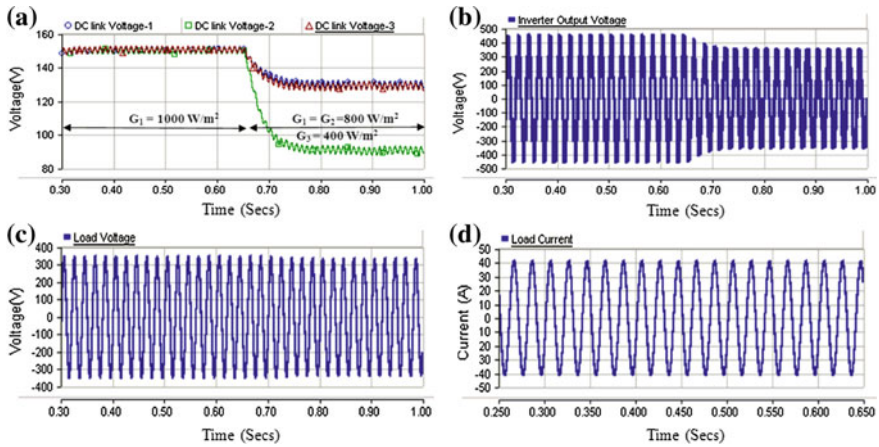 (a)
DC link Voltage-1 DC link Voltage-2 DC link Voltage-3
Voltage(V)
160
140
120
100
80
G₁ = 1000 W/m²
G₁ = G₂ =800 W/m²
G₃ = 400 W/m²
0.30 0.40 0.50 0.60 0.70 0.80 0.90 1.00
Time (Secs)
(b)
Inverter Output Voltage
Voltage(V)
500
400
300
200
100
0
-100
-200
-300
-400
-500
0.30 0.40 0.50 0.60 0.70 0.80 0.90 1.00
Time (Secs)
(c)
Load Voltage
Voltage(V)
400
300
200
100
0
-100
-200
-300
-400
0.30 0.40 0.50 0.60 0.70 0.80 0.90 1.00
Time (Secs)
(d)
Load Current
Current (A)
50
40
30
20
10
0
10
20
30
-40
-50
0.250 0.300 0.350 0.400 0.450 0.500 0.550 0.600 0.650
Time (Secs)